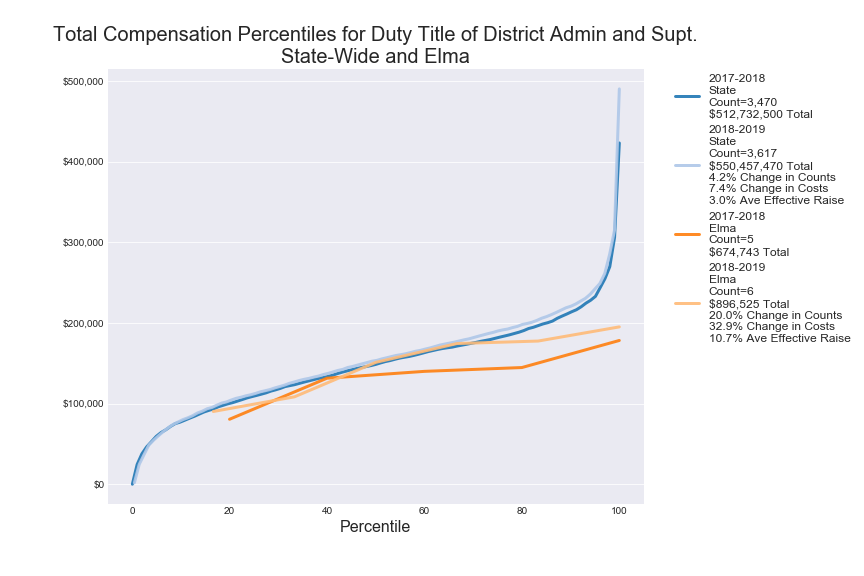 Total Compensation Percentiles for Duty Title of District Admin and Supt.
State-Wide and Elma
$500,000
$400,000
$300,000
$200,000
$100,000
$0
0
20
40
60
80
100
Percentile
2017-2018
State
Count=3,470
$512,732,500 Total
2018-2019
State
Count=3,617
$550,457,470 Total
4.2% Change in Counts
7.4% Change in Costs
3.0% Ave Effective Raise
2017-2018
Elma
Count=5
$674,743 Total
2018-2019
Elma
Count=6
$896,525 Total
20.0% Change in Counts
32.9% Change in Costs
10.7% Ave Effective Raise